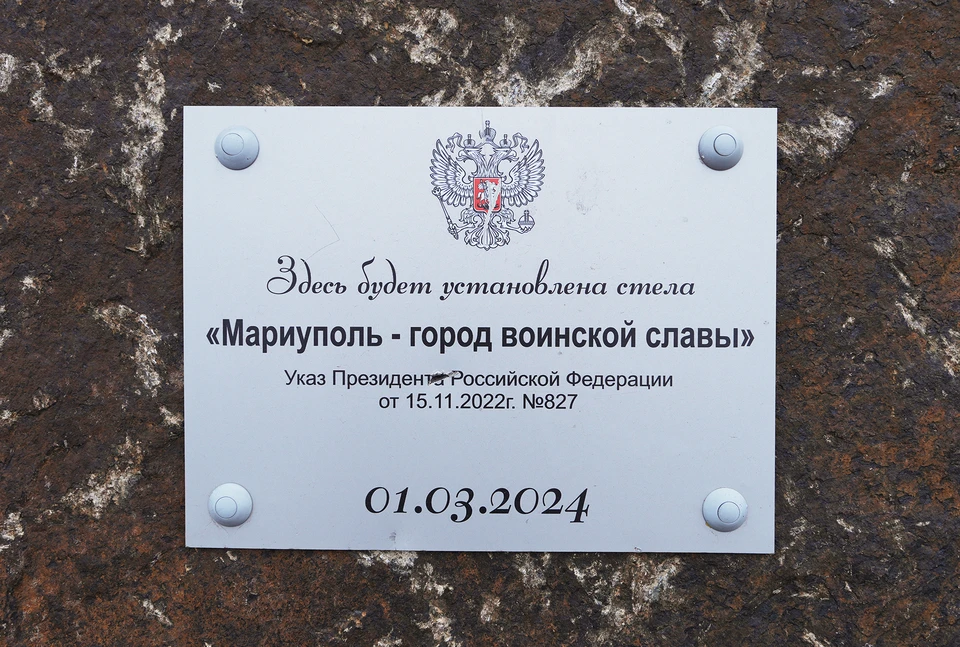 Здесь будет установлена стела
«Мариуполь - город воинской славы»
Указ Президента Российской Федерации
от 15.11.2022г. №827
01.03.2024